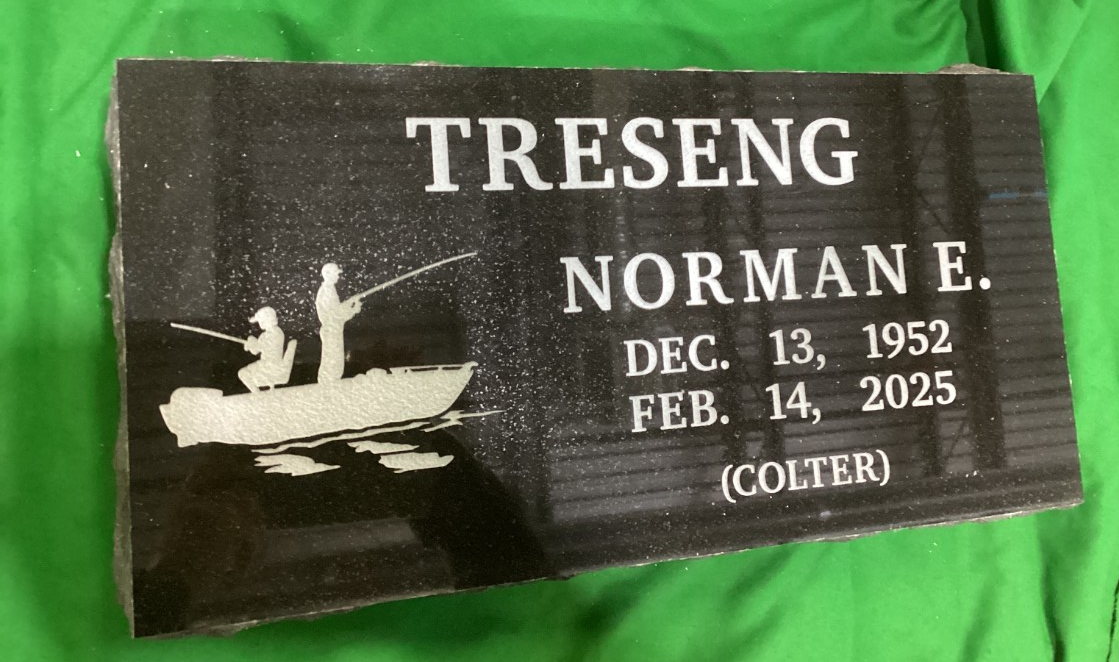 TRESENG
NORMAN E.
DEC. 13, 1952
FEB. 14, 2025
(COLTER)